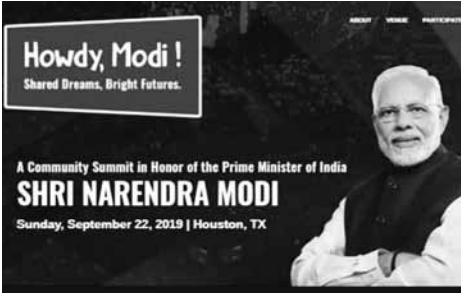 ABOUT VENUE PARTICIPATE
Howdy, Modi !
Shared Dreams, Bright Futures.
A Community Summit in Honor of the Prime Minister of India
SHRI NARENDRA MODI
Sunday, September 22, 2019 | Houston, TX